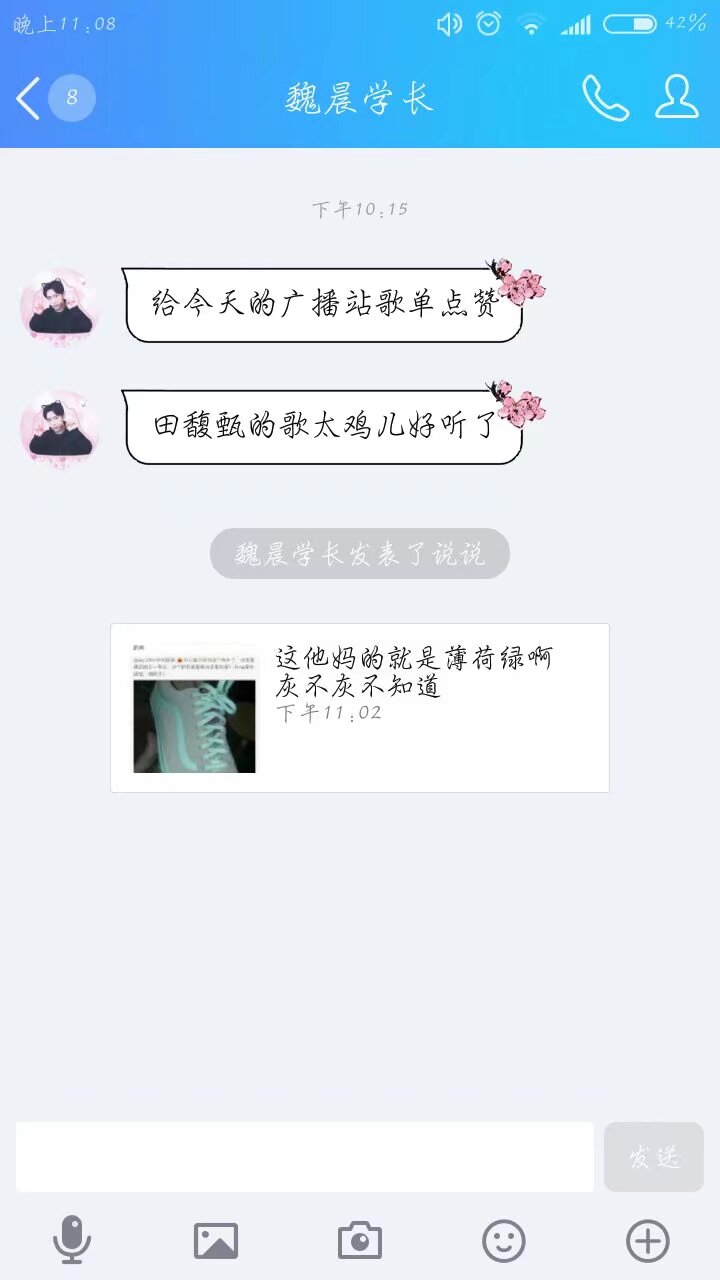 晚上11:08
42%
8
魏晨学长
下午10:15
给今天的广播站歌单点赞
田馥甄的歌太鸡儿好听了
魏晨学长发表了说说
这他妈的就是薄荷绿啊
灰不灰不知道
下午11:02
发送